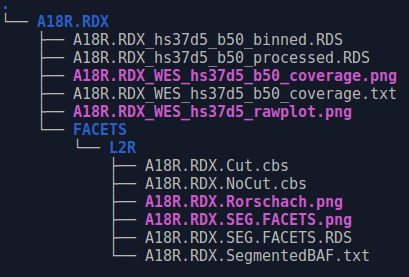 .
└── A18R.RDX
    ├── A18R.RDX_hs37d5_b50_binned.RDS
    ├── A18R.RDX_hs37d5_b50_processed.RDS
    ├── A18R.RDX_WES_hs37d5_b50_coverage.png
    ├── A18R.RDX_WES_hs37d5_b50_coverage.txt
    ├── A18R.RDX_WES_hs37d5_rawplot.png
    └── FACETS
        └── L2R
            ├── A18R.RDX.Cut.cbs
            ├── A18R.RDX.NoCut.cbs
            ├── A18R.RDX.Rorschach.png
            ├── A18R.RDX.SEG.FACETS.png
            ├── A18R.RDX.SEG.FACETS.RDS
            └── A18R.RDX.SegmentedBAF.txt